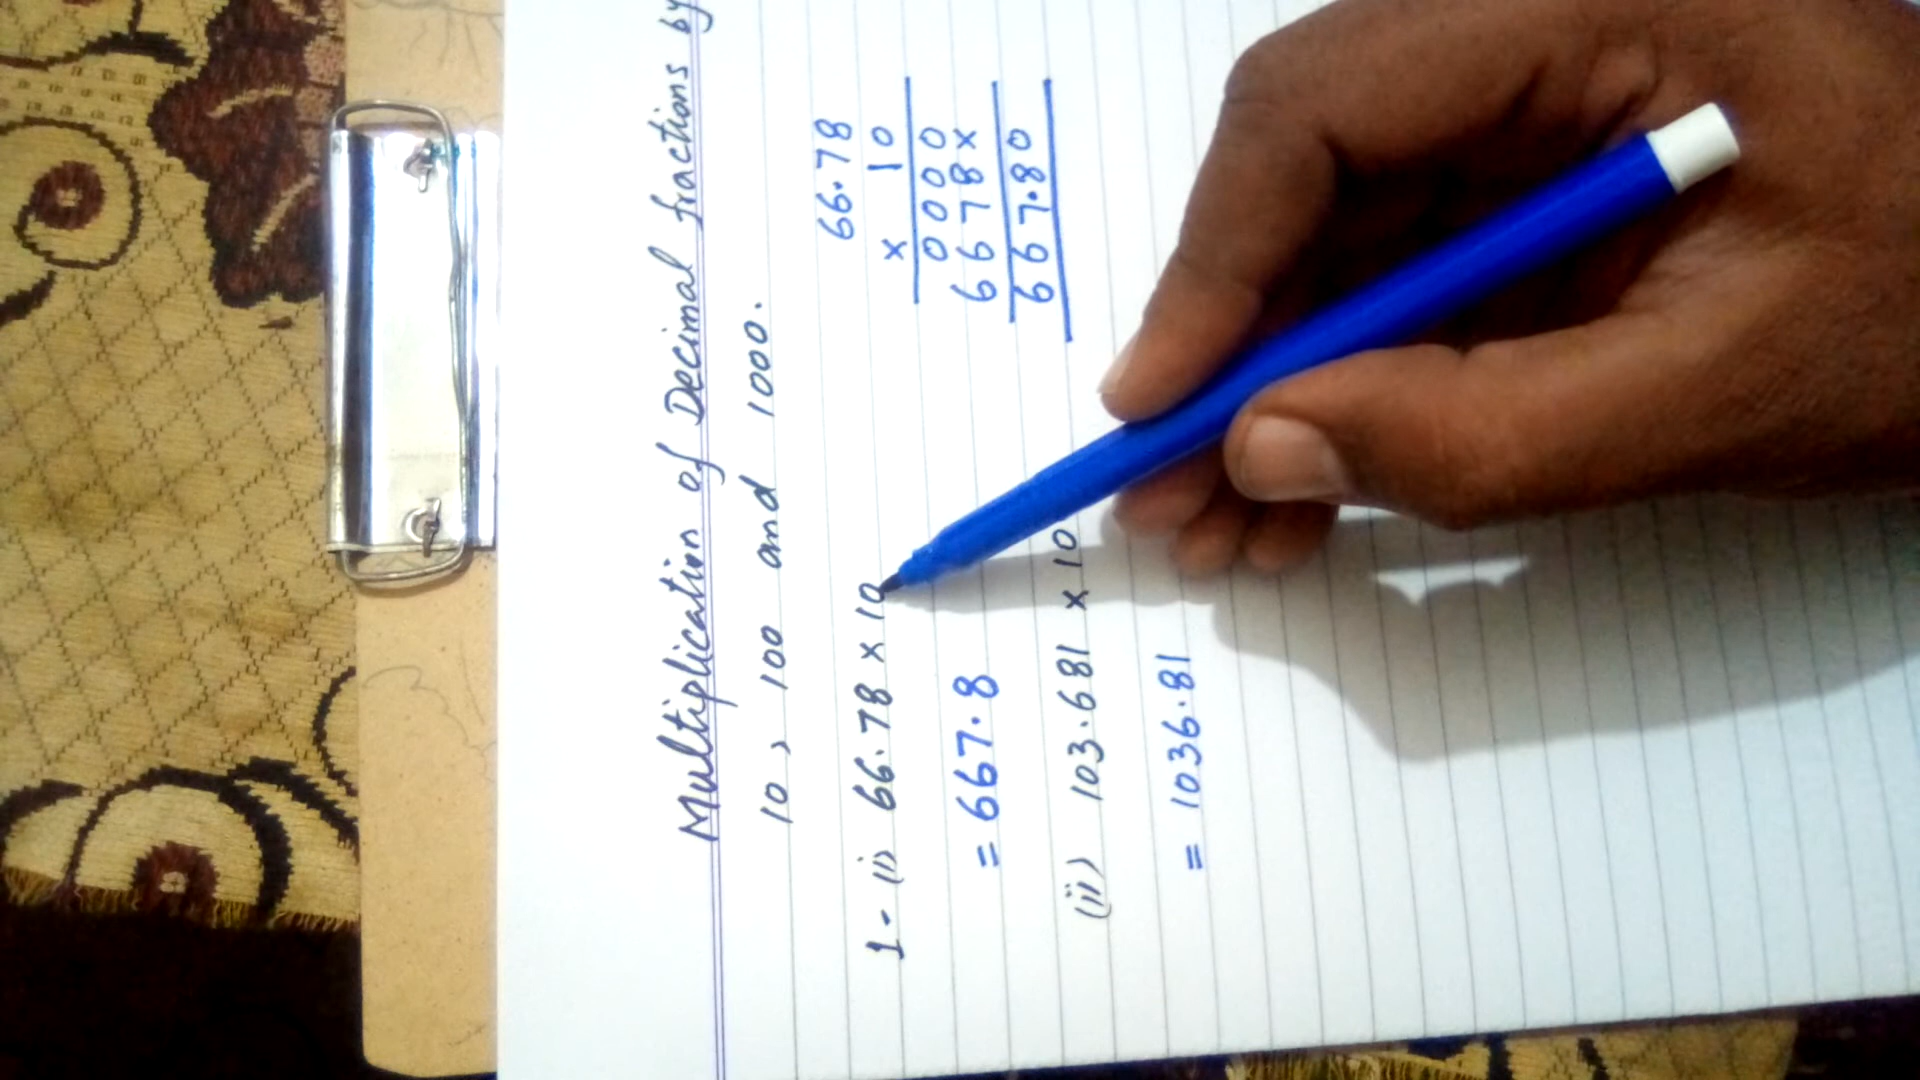 Multiplication of Decimal fractions by
10, 100 and 1000.
1- (i) 66.78 × 10
= 667.8
(ii) 103.681 × 10
= 1036.81
66.78
× 10
0000
6678×
667.80